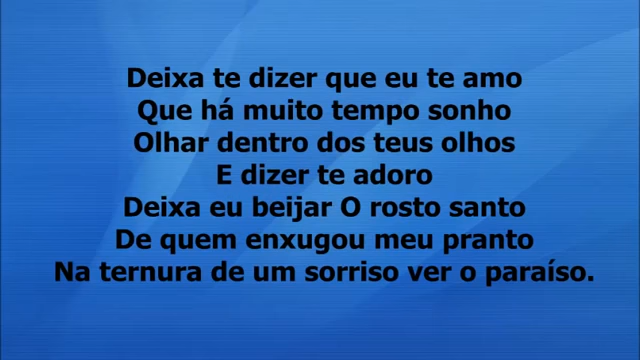 Deixa te dizer que eu te amo
Que há muito tempo sonho
Olhar dentro dos teus olhos
E dizer te adoro
Deixa eu beijar O rosto santo
De quem enxugou meu pranto
Na ternura de um sorriso ver o paraíso.